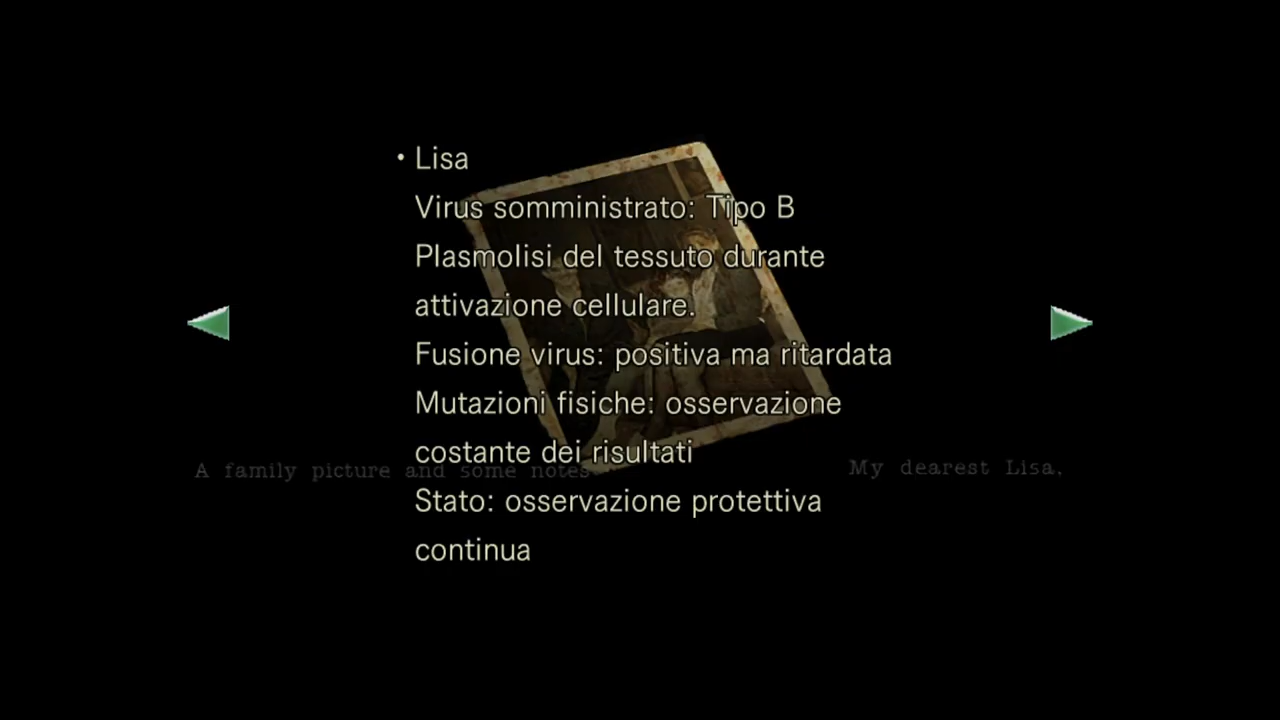 • Lisa
Virus somministrato: Tipo B
Plasmolisi del tessuto durante
attivazione cellulare.
Fusione virus: positiva ma ritardata
Mutazioni fisiche: osservazione
costante dei risultati
A family picture and some notes
My dearest Lisa,
Stato: osservazione protettiva
continua